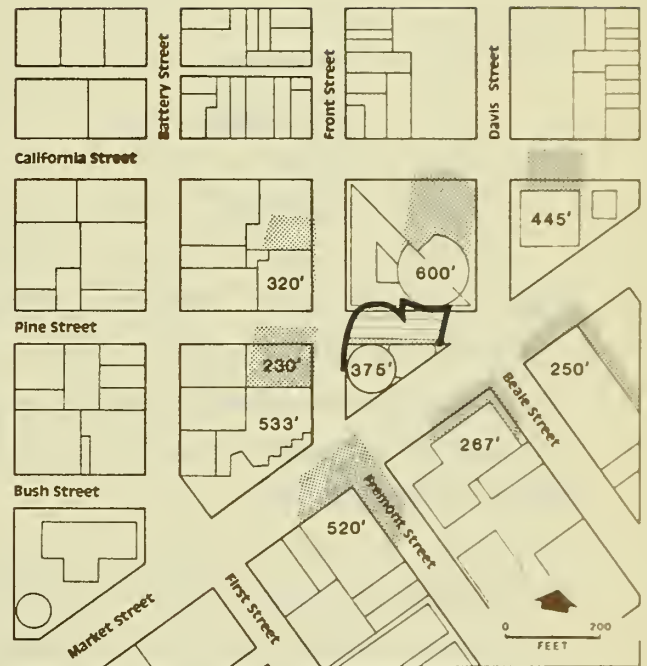 Battery Street
Front Street
Davis Street
California Street
445'
600'
320'
Pine Street
230'
375'
250'
533'
Beale Street
267'
Bush Street
Fremont Street
520'
First Street
Market Street
0 200
FEET